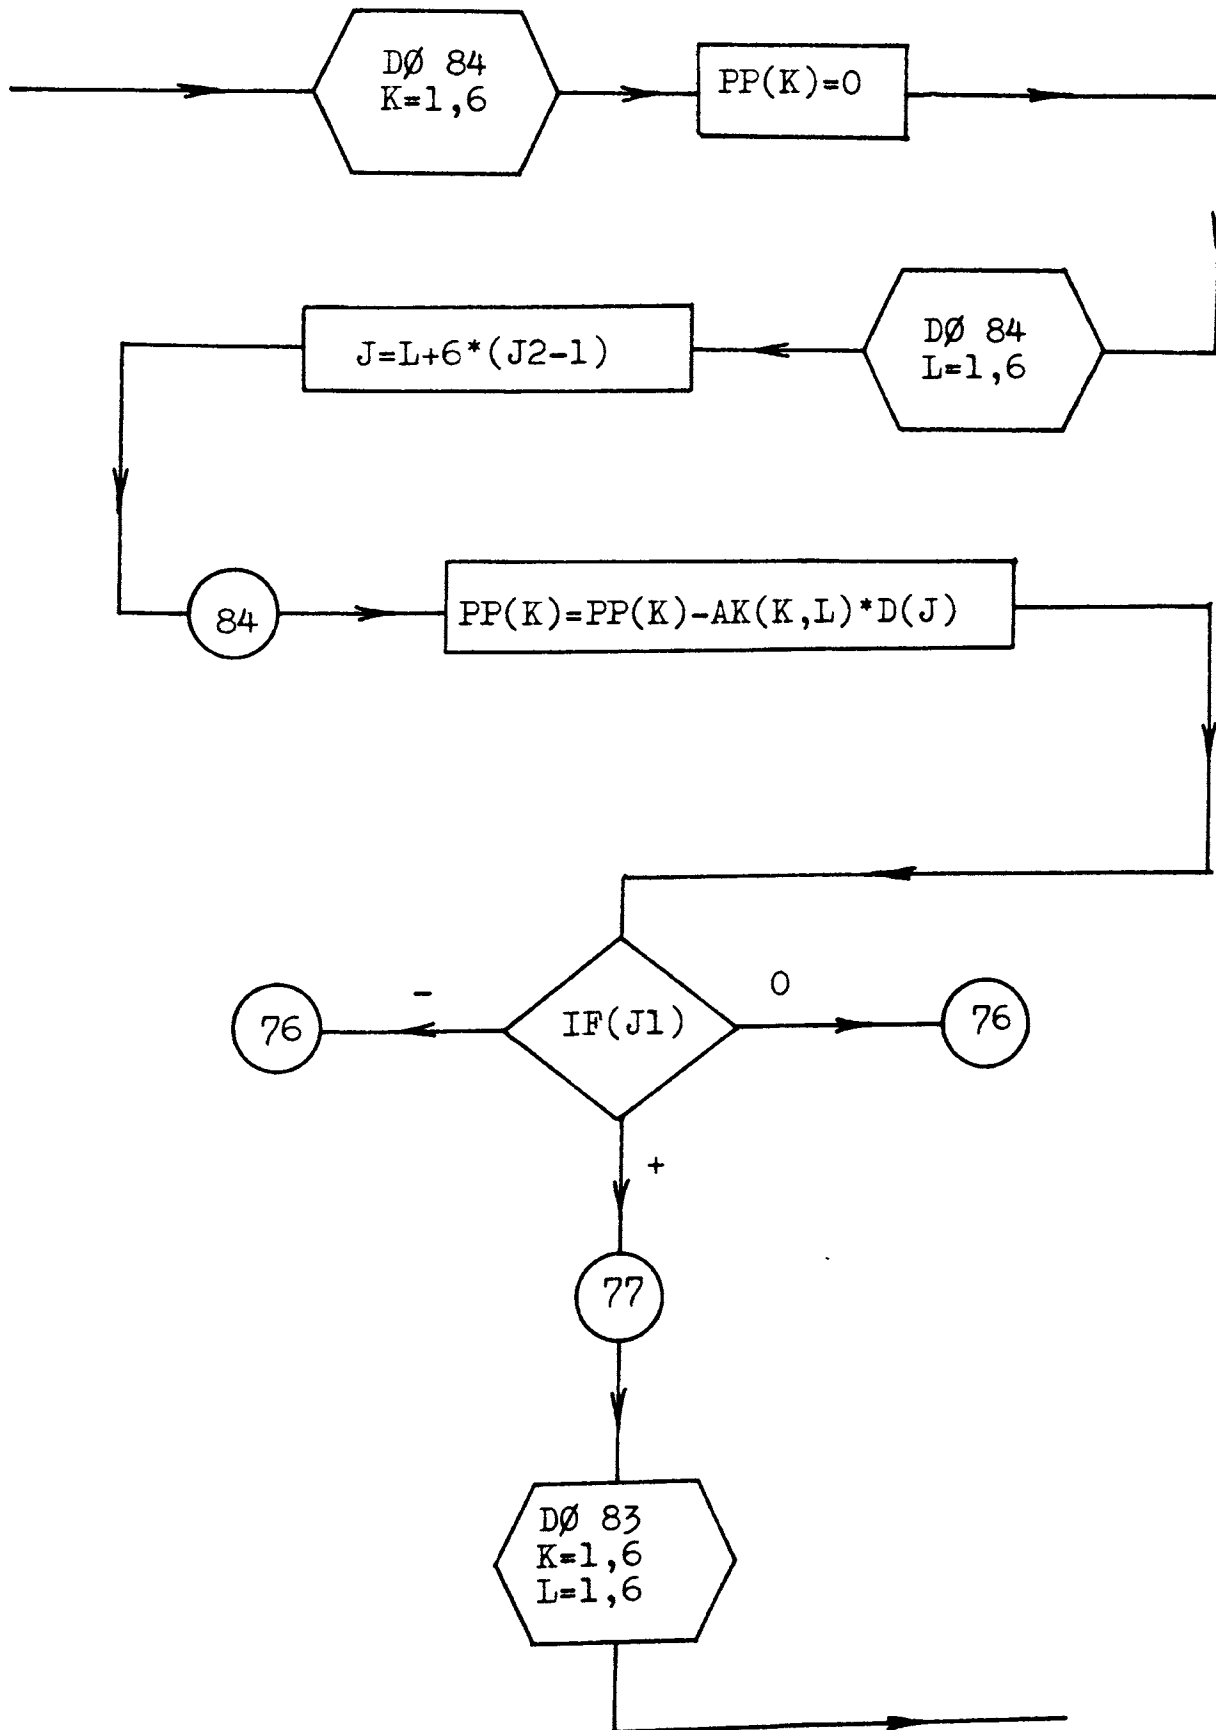 DØ 84
K=1,6
PP(K)=0
DØ 84
L=1,6
J=L+6*(J2-1)
84
PP(K)=PP(K)-AK(K,L)*D(J)
-
0
76
IF(J1)
76
+
77
DØ 83
K=1,6
L=1,6